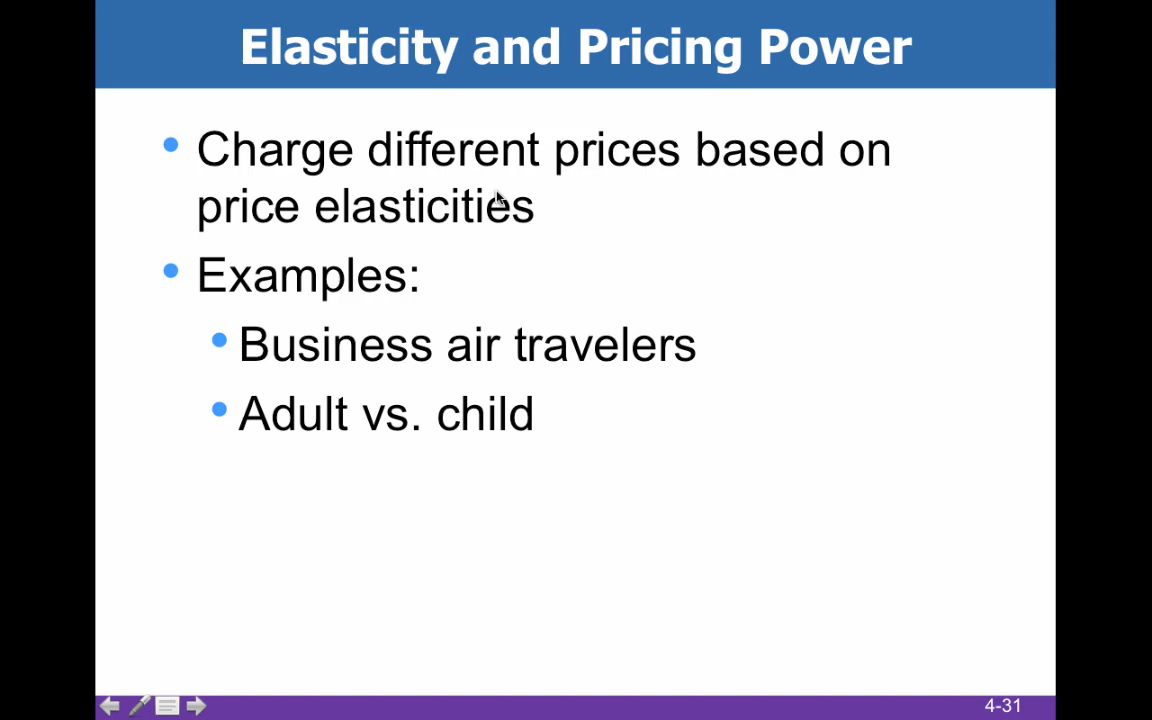 Elasticity and Pricing Power
• Charge different prices based on
price elasticities
• Examples:
• Business air travelers
• Adult vs. child
4-31